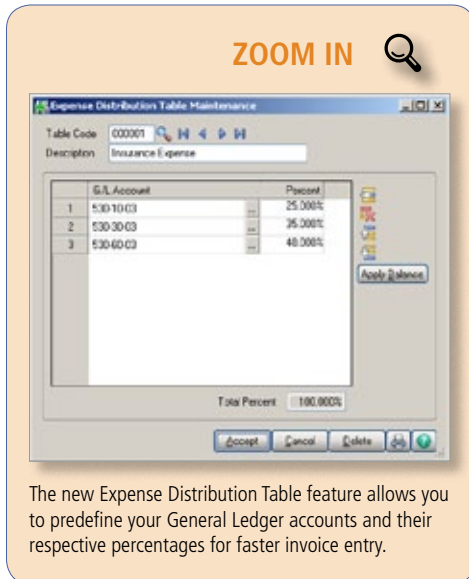 ZOOM IN
Expense Distribution Table Maintenance
Table Code 000001
Description Insurance Expense
G/L Account Percent
1 530-10-03 ... 25.000%
2 530-30-03 ... 35.000%
3 530-60-03 ... 40.000%
Apply Balance
Total Percent 100.000%
Accept Cancel Delete
The new Expense Distribution Table feature allows you
to predefine your General Ledger accounts and their
respective percentages for faster invoice entry.